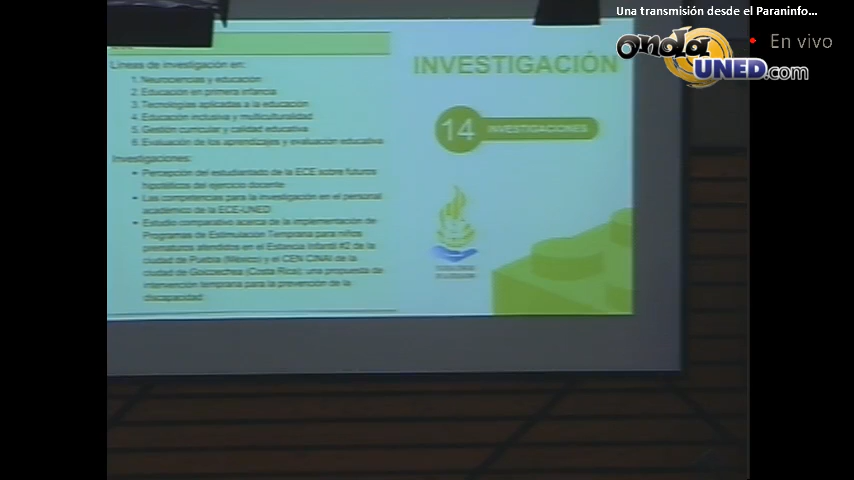 Una transmisión desde el Paraninfo...
onda UNED.com
En vivo
Líneas de investigación en:
1. Neurociencias y educación
2. Educación en primera infancia
3. Tecnologías aplicadas a la educación
4. Educación inclusiva y multiculturalidad
5. Gestión curricular y calidad educativa
6. Evaluación de los aprendizajes y evaluación educativa
Investigaciones:
• Percepción del estudiantado de la ECE sobre futuros
hipotéticos del ejercicio docente
• Las competencias para la investigación en el personal
académico de la ECE-UNED
• Estudio comparativo acerca de la implementación de
Programas de Estimulación Temprana para niños
prematuros atendidos en el Estancia Infantil #2 de la
ciudad de Puebla (México) y el CEN CINAI de la
ciudad de Goicoechea (Costa Rica): una propuesta de
intervención temprana para la prevención de la
discapacidad
INVESTIGACIÓN
14
INVESTIGACIONES